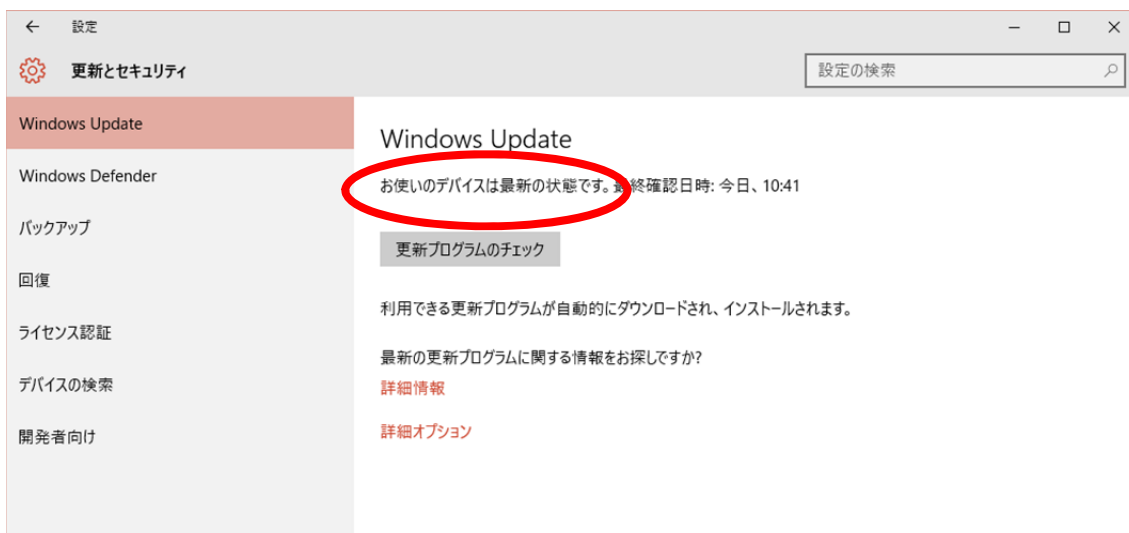 設定
更新とセキュリティ
設定の検索
Windows Update
Windows Defender
バックアップ
回復
ライセンス認証
デバイスの検索
開発者向け
Windows Update
お使いのデバイスは最新の状態です。最終確認日時: 今日、10:41
更新プログラムのチェック
利用できる更新プログラムが自動的にダウンロードされ、インストールされます。
最新の更新プログラムに関する情報をお探しですか?
詳細情報
詳細オプション